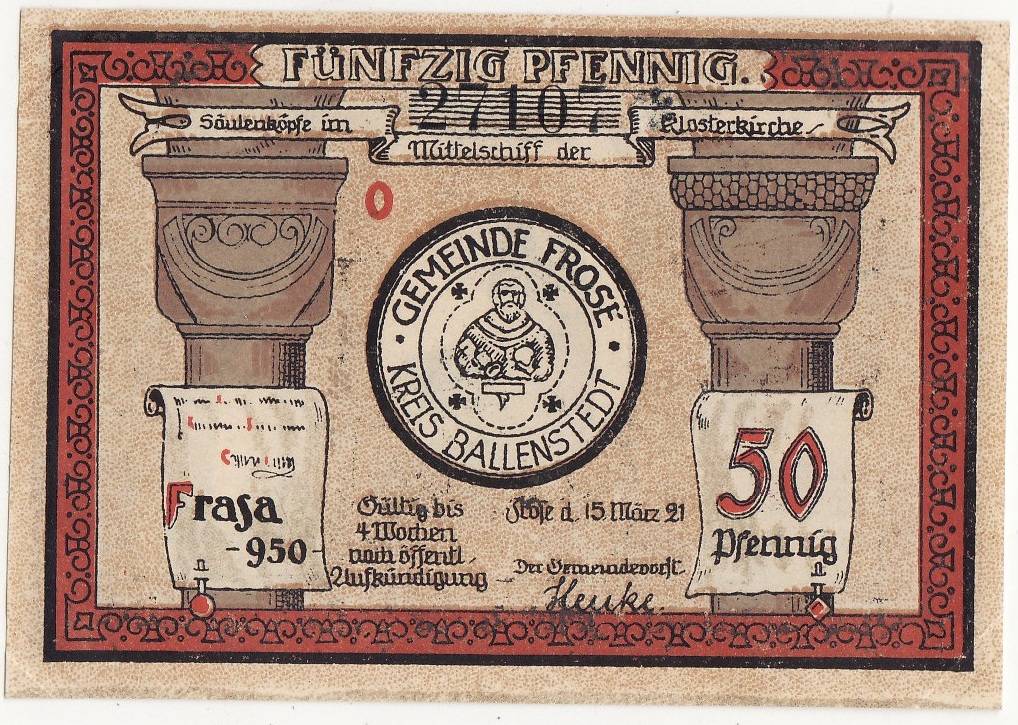 FÜNFZIG PFENNIG.
27107
Säulenköpfe im
Mittelschiff der
Klosterkirche
O
GEMEINDE FROSE
KREIS BALLENSTEDT
Frasa
-950-
Gültig bis
4 Wochen
nach öffentl.
Aufkündigung
Frose d. 15 März 21
Der Gemeindevorst.
Henke.
50
Pfennig